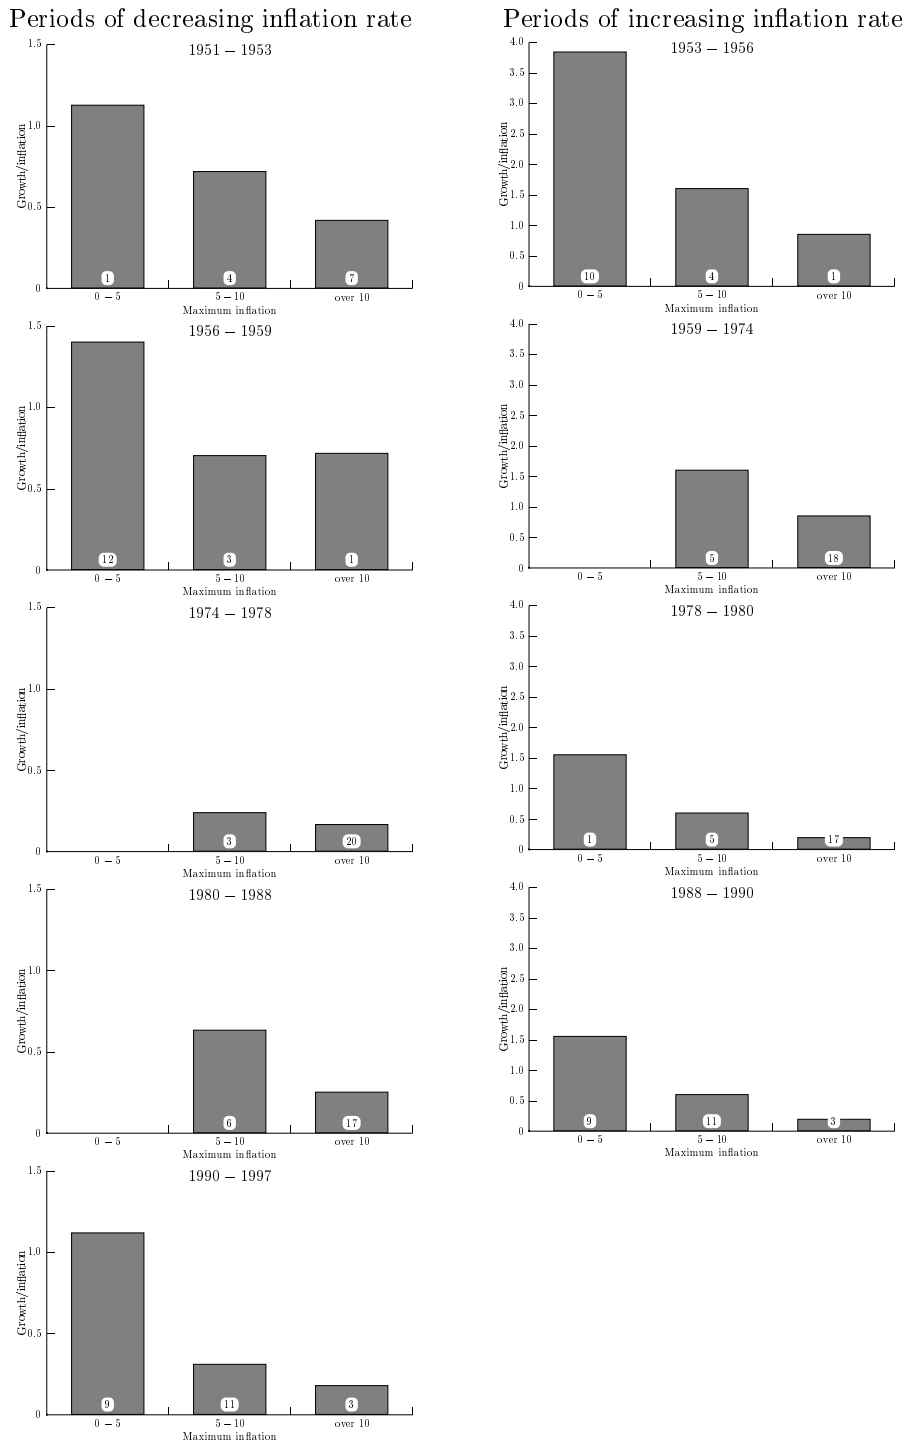 Periods of decreasing inflation rate
1951 – 1953
1.5
1.0
0.5
0
Growth/inflation
1
4
7
0 – 5
5 – 10
over 10
Maximum inflation
1956 – 1959
1.5
1.0
0.5
0
Growth/inflation
12
3
1
0 – 5
5 – 10
over 10
Maximum inflation
1974 – 1978
1.5
1.0
0.5
0
Growth/inflation
3
20
0 – 5
5 – 10
over 10
Maximum inflation
1980 – 1988
1.5
1.0
0.5
0
Growth/inflation
6
17
0 – 5
5 – 10
over 10
Maximum inflation
1990 – 1997
1.5
1.0
0.5
0
Growth/inflation
9
11
3
0 – 5
5 – 10
over 10
Maximum inflation
Periods of increasing inflation rate
1953 – 1956
4.0
3.5
3.0
2.5
2.0
1.5
1.0
0.5
0
Growth/inflation
10
4
1
0 – 5
5 – 10
over 10
Maximum inflation
1959 – 1974
4.0
3.5
3.0
2.5
2.0
1.5
1.0
0.5
0
Growth/inflation
5
18
0 – 5
5 – 10
over 10
Maximum inflation
1978 – 1980
4.0
3.5
3.0
2.5
2.0
1.5
1.0
0.5
0
Growth/inflation
1
5
17
0 – 5
5 – 10
over 10
Maximum inflation
1988 – 1990
4.0
3.5
3.0
2.5
2.0
1.5
1.0
0.5
0
Growth/inflation
9
11
3
0 – 5
5 – 10
over 10
Maximum inflation